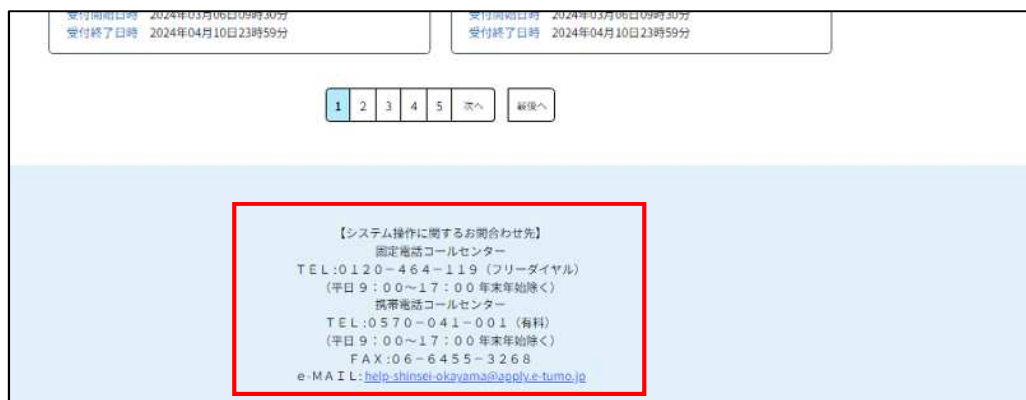 受付開始日時 2024年03月06日09時30分 受付開始日時 2024年03月06日09時30分
受付終了日時 2024年04月10日23時59分 受付終了日時 2024年04月10日23時59分
1 2 3 4 5 次へ 最後へ
【システム操作に関するお問合わせ先】
固定電話コールセンター
ＴＥＬ:０１２０－４６４－１１９（フリーダイヤル）
（平日９：００～１７：００年末年始除く）
携帯電話コールセンター
ＴＥＬ:０５７０－０４１－００１（有料）
（平日９：００～１７：００年末年始除く）
ＦＡＸ:０６－６４５５－３２６８
e-ＭＡＩＬ:help-shinsei-okayama@apply.e-tumo.jp